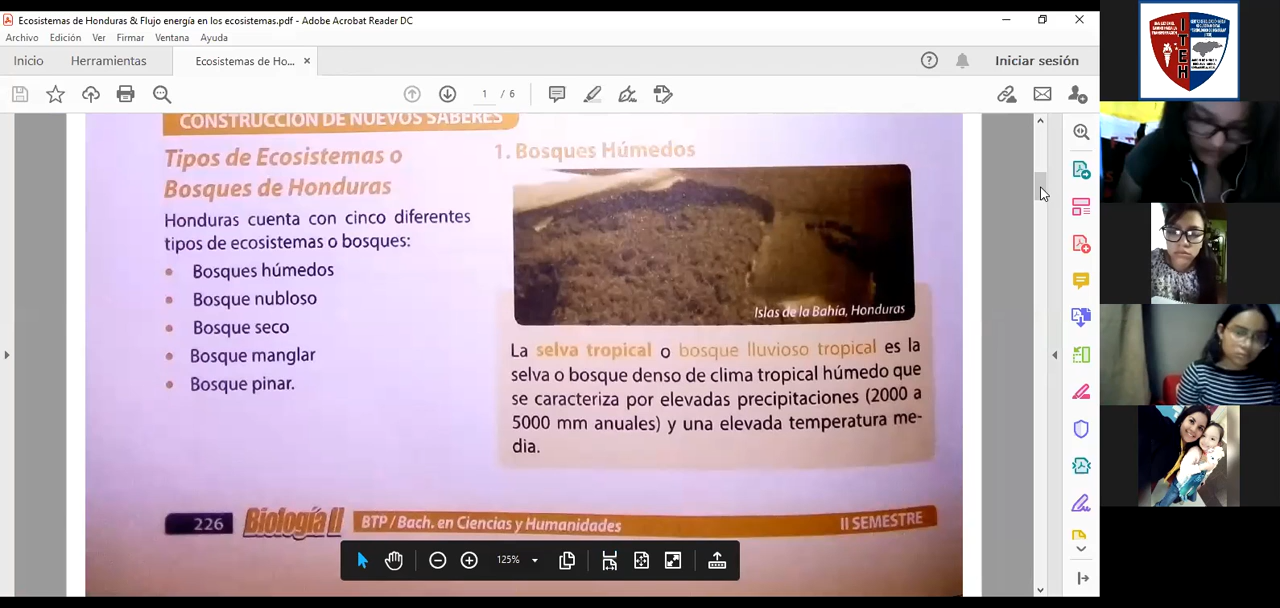 Ecosistemas de Honduras & Flujo energía en los ecosistemas.pdf - Adobe Acrobat Reader DC
Archivo Edición Ver Firmar Ventana Ayuda
Inicio Herramientas Ecosistemas de Ho... × Iniciar sesión
1 / 6
CONSTRUCCIÓN DE NUEVOS SABERES
Tipos de Ecosistemas o
Bosques de Honduras
Honduras cuenta con cinco diferentes
tipos de ecosistemas o bosques:
• Bosques húmedos
• Bosque nubloso
• Bosque seco
• Bosque manglar
• Bosque pinar.
1. Bosques Húmedos
Islas de la Bahía, Honduras
La selva tropical o bosque lluvioso tropical es la
selva o bosque denso de clima tropical húmedo que
se caracteriza por elevadas precipitaciones (2000 a
5000 mm anuales) y una elevada temperatura me-
dia.
226 Biología II BTP / Bach. en Ciencias y Humanidades II SEMESTRE
125%
ITEH